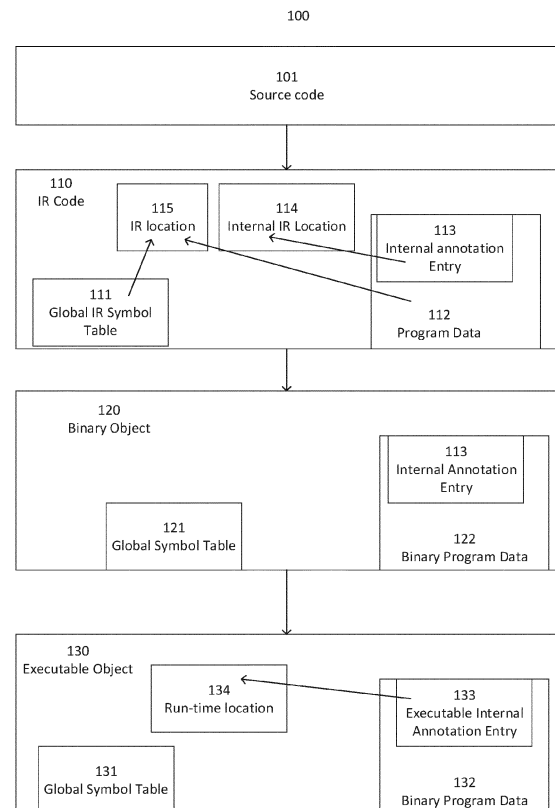 100
101
Source code
110
IR Code
115
IR location
114
Internal IR Location
113
Internal annotation
Entry
111
Global IR Symbol
Table
112
Program Data
120
Binary Object
113
Internal Annotation
Entry
121
Global Symbol Table
122
Binary Program Data
130
Executable Object
134
Run-time location
133
Executable Internal
Annotation Entry
131
Global Symbol Table
132
Binary Program Data